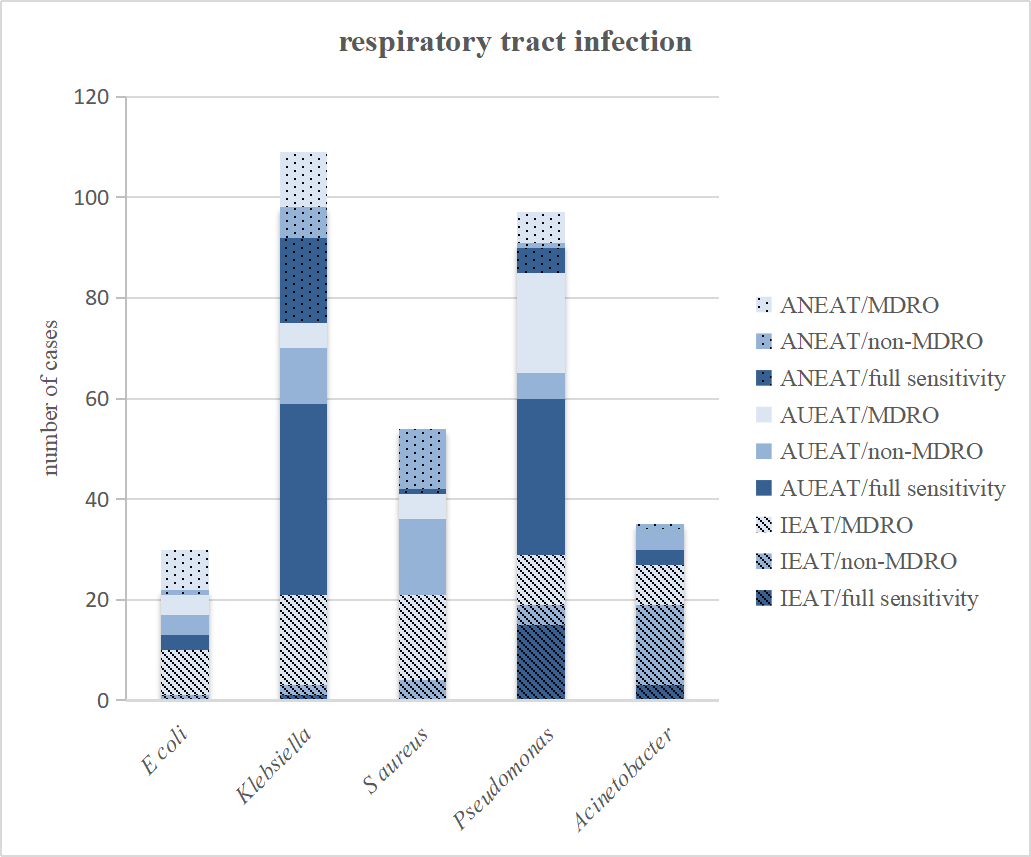 respiratory tract infection
120
100
80
60
40
20
0
number of cases
E coli
Klebsiella
S aureus
Pseudomonas
Acinetobacter
ANEAT/MDRO
ANEAT/non-MDRO
ANEAT/full sensitivity
AUEAT/MDRO
AUEAT/non-MDRO
AUEAT/full sensitivity
IEAT/MDRO
IEAT/non-MDRO
IEAT/full sensitivity